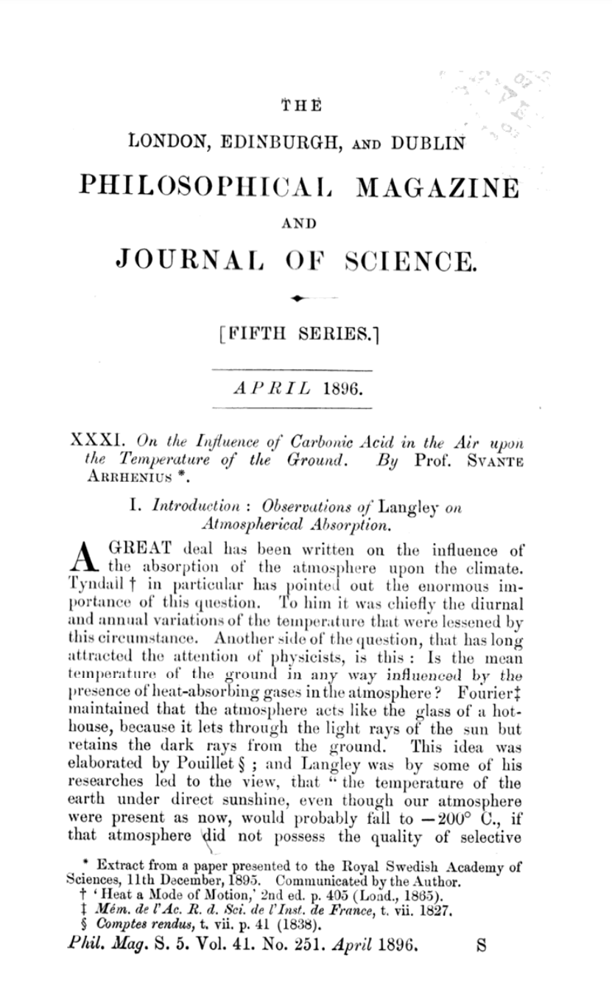 THE
LONDON, EDINBURGH, AND DUBLIN
PHILOSOPHICAL MAGAZINE
AND
JOURNAL OF SCIENCE.
[FIFTH SERIES.]
APRIL 1896.
XXXI. On the Influence of Carbonic Acid in the Air upon
the Temperature of the Ground. By Prof. SVANTE
ARRHENIUS *.
I. Introduction : Observations of Langley on
Atmospherical Absorption.
A GREAT deal has been written on the influence of
the absorption of the atmosphere upon the climate.
Tyndall † in particular has pointed out the enormous im-
portance of this question. To him it was chiefly the diurnal
and annual variations of the temperature that were lessened by
this circumstance. Another side of the question, that has long
attracted the attention of physicists, is this : Is the mean
temperature of the ground in any way influenced by the
presence of heat-absorbing gases in the atmosphere ? Fourier‡
maintained that the atmosphere acts like the glass of a hot-
house, because it lets through the light rays of the sun but
retains the dark rays from the ground. This idea was
elaborated by Pouillet § ; and Langley was by some of his
researches led to the view, that “ the temperature of the
earth under direct sunshine, even though our atmosphere
were present as now, would probably fall to —200° C., if
that atmosphere did not possess the quality of selective
* Extract from a paper presented to the Royal Swedish Academy of
Sciences, 11th December, 1895. Communicated by the Author.
† ‘ Heat a Mode of Motion,’ 2nd ed. p. 405 (Lond., 1865).
‡ Mém. de l’Ac. R. d. Sci. de l’Inst. de France, t. vii. 1827.
§ Comptes rendus, t. vii. p. 41 (1838).
Phil. Mag. S. 5. Vol. 41. No. 251. April 1896. S